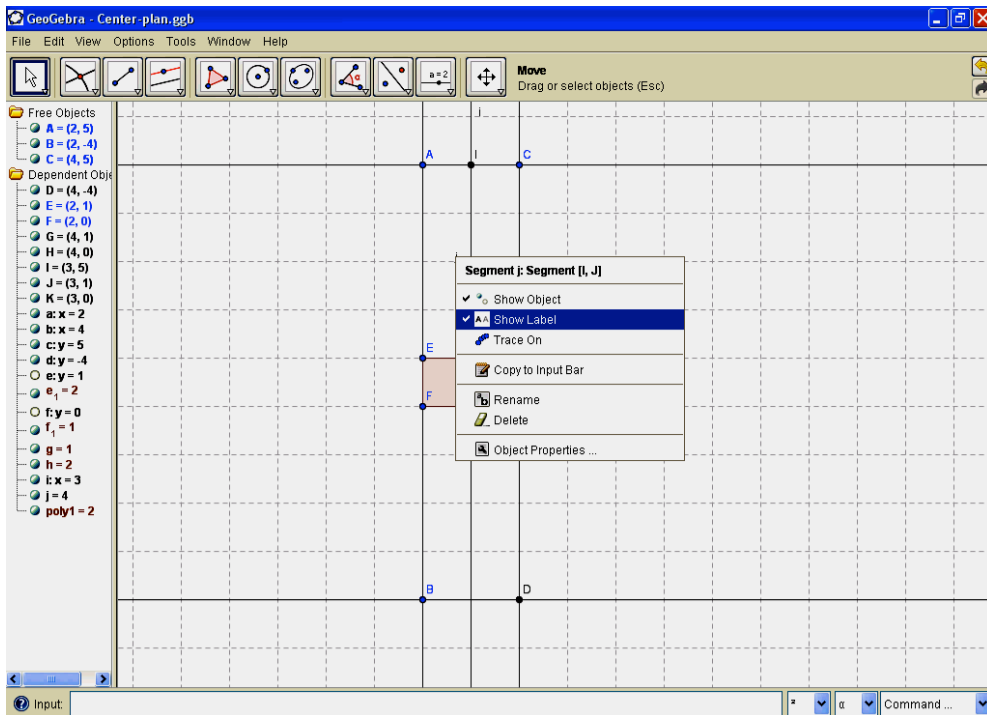 GeoGebra - Center-plan.ggb
File Edit View Options Tools Window Help
a=2
Move
Drag or select objects (Esc)
Free Objects
A = (2, 5)
B = (2, -4)
C = (4, 5)
Dependent Obje
D = (4, -4)
E = (2, 1)
F = (2, 0)
G = (4, 1)
H = (4, 0)
I = (3, 5)
J = (3, 1)
K = (3, 0)
a: x = 2
b: x = 4
c: y = 5
d: y = -4
e: y = 1
e₁ = 2
f: y = 0
f₁ = 1
g = 1
h = 2
i: x = 3
j = 4
poly1 = 2
i
A I C
E
F
B D
Segment j: Segment [I, J]
Show Object
AA Show Label
Trace On
Copy to Input Bar
Rename
Delete
Object Properties ...
Input:
²
α
Command ...